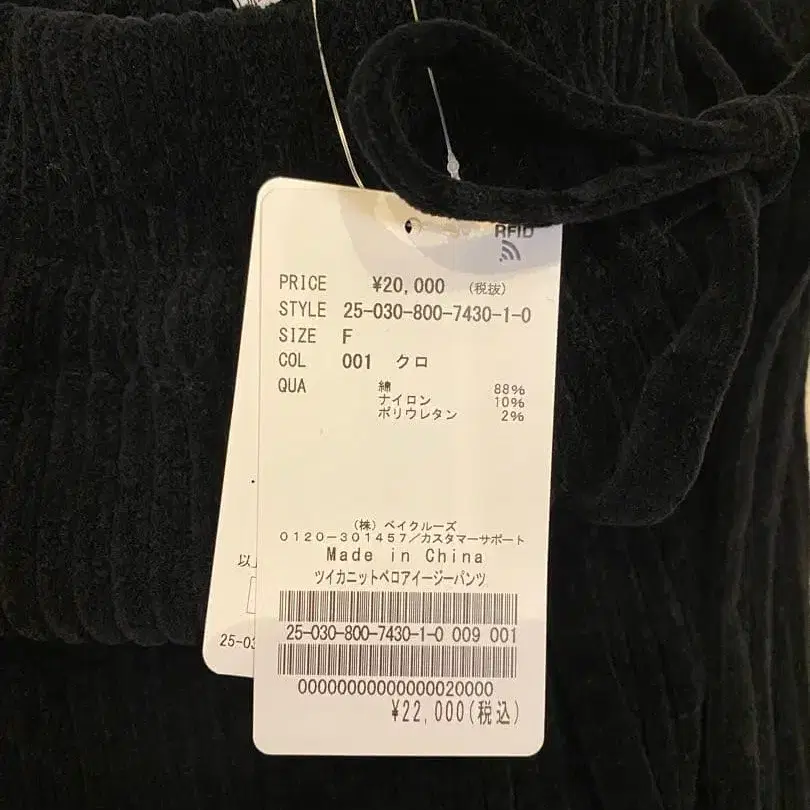 RFID
PRICE ¥20,000 (税抜)
STYLE 25-030-800-7430-1-0
SIZE F
COL 001 クロ
QUA 綿 88%
ナイロン 10%
ポリウレタン 2%
(株) ベイクルーズ
0120-301457/カスタマーサポート
Made in China
ツイカニットベロアイージーパンツ
25-030-800-7430-1-0 009 001
00000000000000020000
¥22,000(税込)
以
25-03